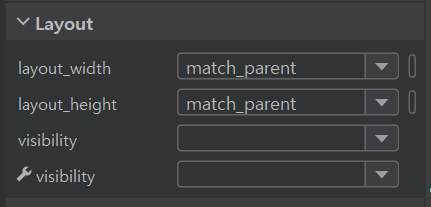 Layout
layout_width match_parent
layout_height match_parent
visibility
visibility